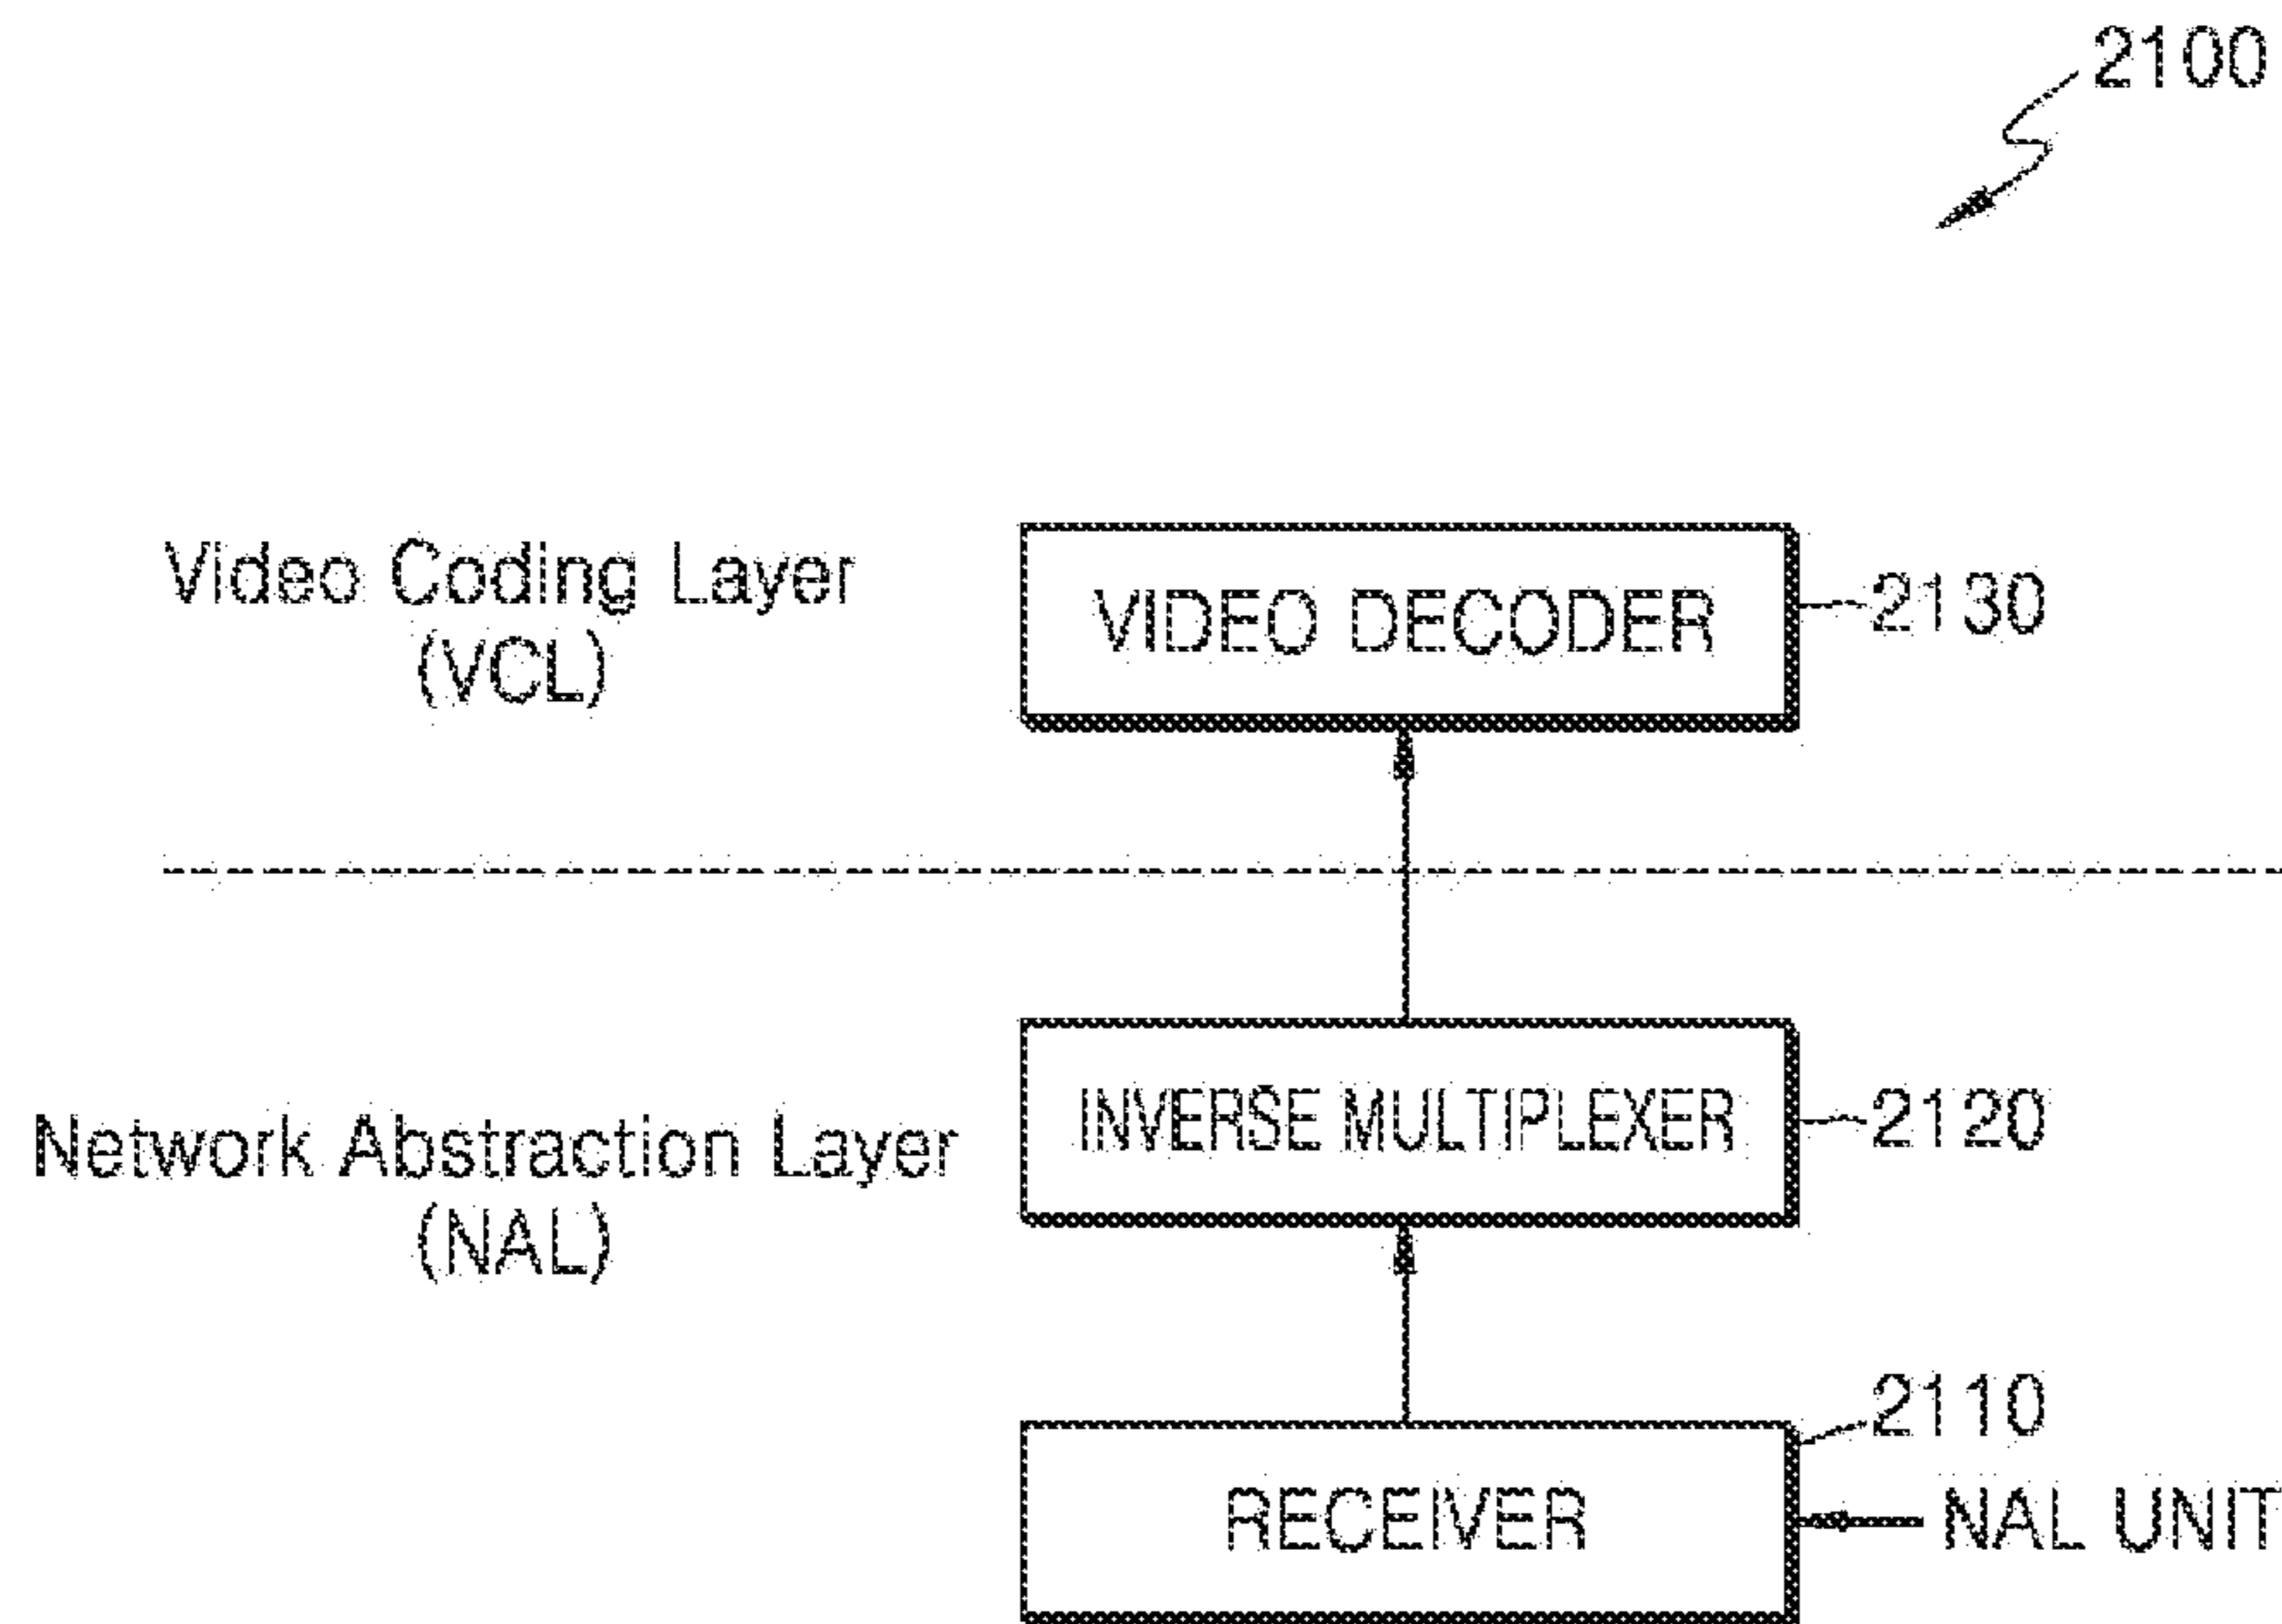 2100
Video Coding Layer
(VCL)
VIDEO DECODER
2130
Network Abstraction Layer
(NAL)
INVERSE MULTIPLEXER
2120
2110
RECEIVER
NAL UNIT